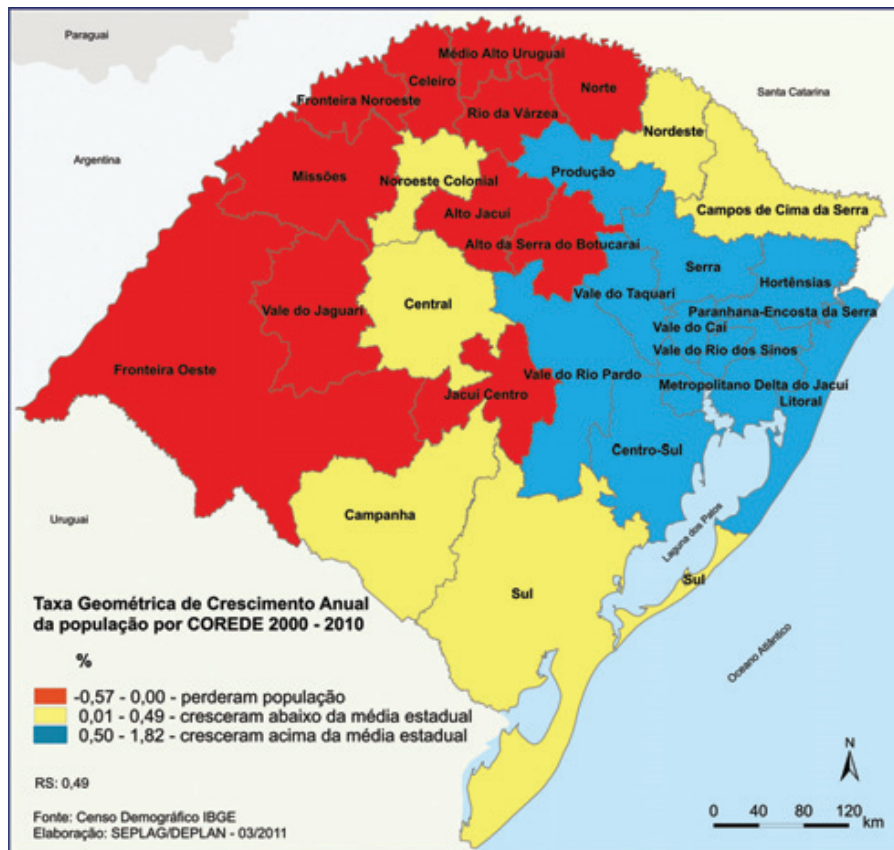 Paraguai
Médio Alto Uruguai
Celeiro
Norte
Fronteira Noroeste
Santa Catarina
Rio da Várzea
Nordeste
Argentina
Produção
Missões
Noroeste Colonial
Alto Jacuí
Campos de Cima da Serra
Alto da Serra do Botucaraí
Serra
Hortênsias
Vale do Taquari
Central
Vale do Jaguari
Paranhana-Encosta da Serra
Vale do Caí
Vale do Rio dos Sinos
Fronteira Oeste
Vale do Rio Pardo
Metropolitano Delta do Jacuí
Jacuí Centro
Litoral
Centro-Sul
Campanha
Uruguai
Laguna dos Patos
Sul
Sul
Oceano Atlântico
Taxa Geométrica de Crescimento Anual
da população por COREDE 2000 - 2010
%
-0,57 - 0,00 - perderam população
0,01 - 0,49 - cresceram abaixo da média estadual
0,50 - 1,82 - cresceram acima da média estadual
RS: 0,49
Fonte: Censo Demográfico IBGE
Elaboração: SEPLAG/DEPLAN - 03/2011
N
0 40 80 120
km